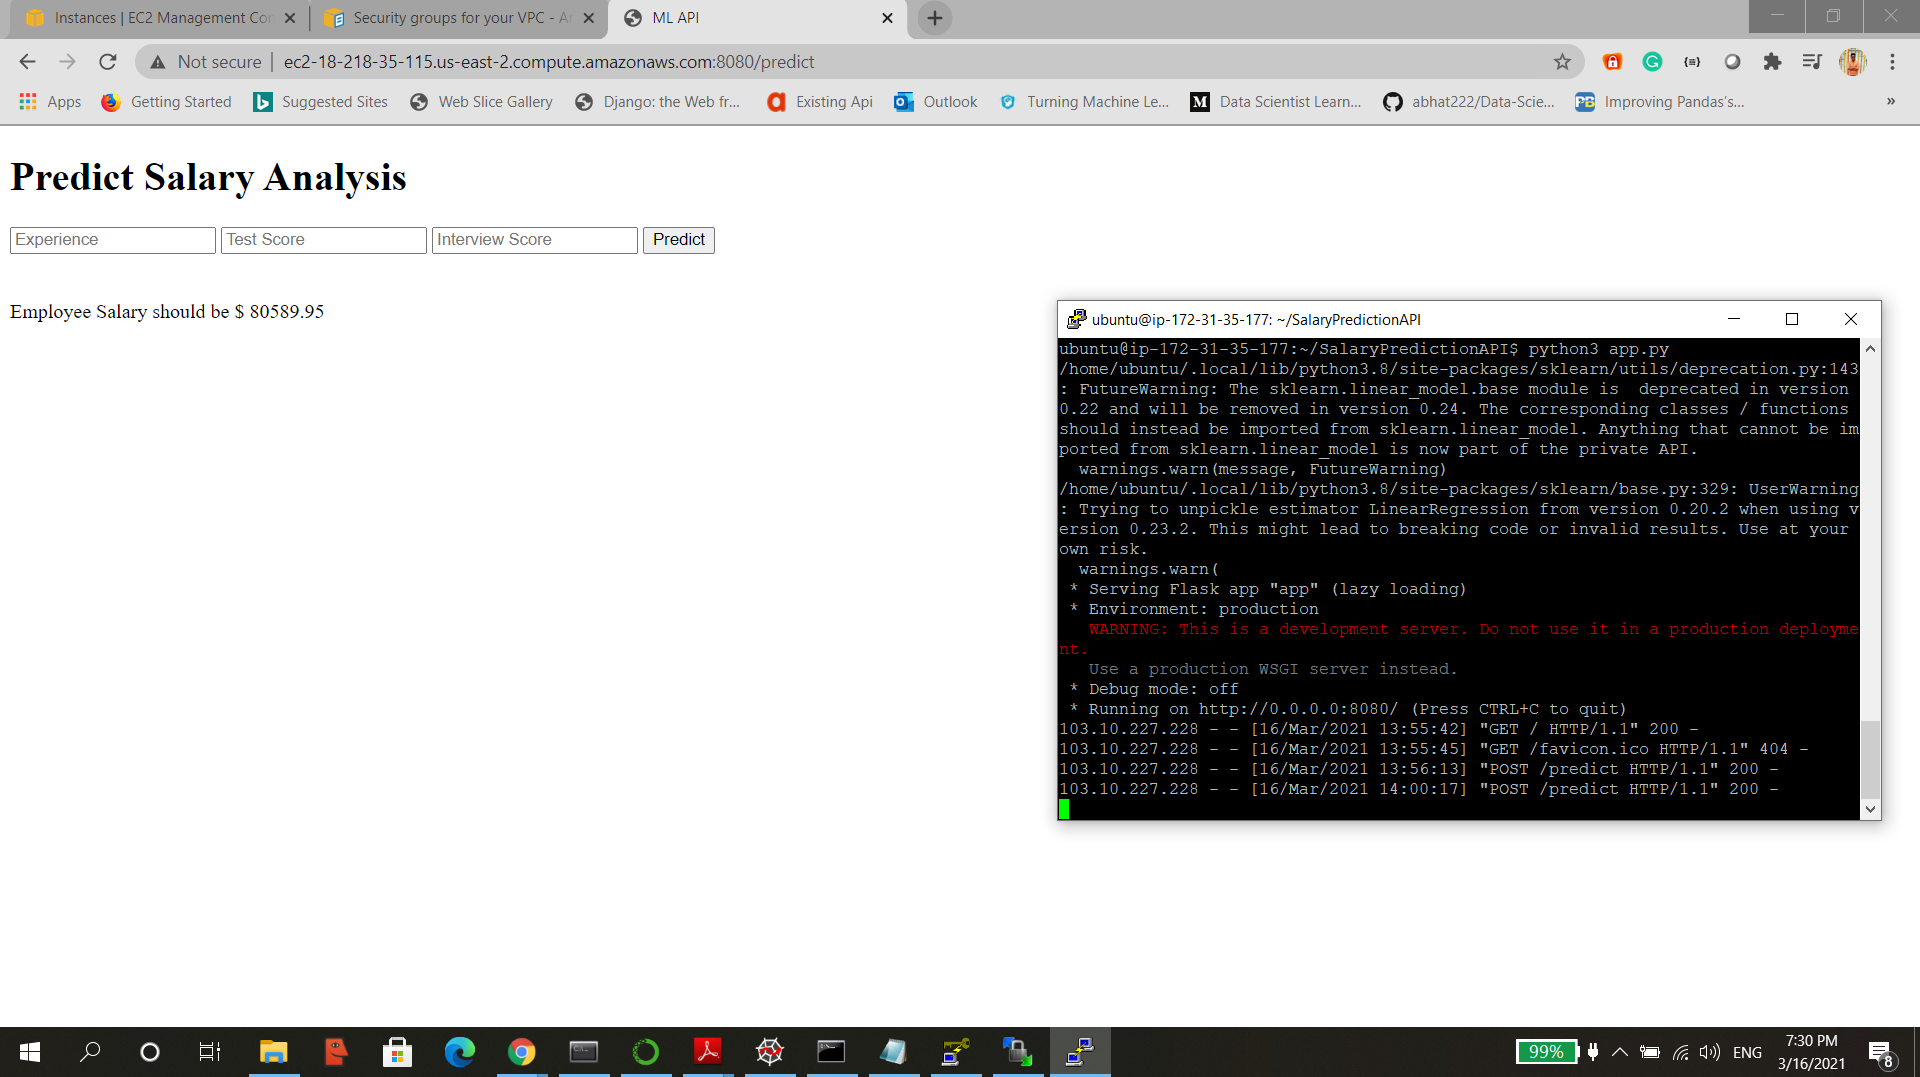 Instances | EC2 Management Con
Security groups for your VPC - A
ML API
Not secure
ec2-18-218-35-115.us-east-2.compute.amazonaws.com:8080/predict
Apps
Getting Started
Suggested Sites
Web Slice Gallery
Django: the Web fr...
Existing Api
Outlook
Turning Machine Le...
Data Scientist Learn...
abhat222/Data-Scie...
Improving Pandas's...
»
Predict Salary Analysis
Experience
Test Score
Interview Score
Predict
Employee Salary should be $ 80589.95
ubuntu@ip-172-31-35-177: ~/SalaryPredictionAPI
ubuntu@ip-172-31-35-177:~/SalaryPredictionAPI$ python3 app.py
/home/ubuntu/.local/lib/python3.8/site-packages/sklearn/utils/deprecation.py:143
: FutureWarning: The sklearn.linear_model.base module is  deprecated in version
0.22 and will be removed in version 0.24. The corresponding classes / functions
should instead be imported from sklearn.linear_model. Anything that cannot be im
ported from sklearn.linear_model is now part of the private API.
  warnings.warn(message, FutureWarning)
/home/ubuntu/.local/lib/python3.8/site-packages/sklearn/base.py:329: UserWarning
: Trying to unpickle estimator LinearRegression from version 0.20.2 when using v
ersion 0.23.2. This might lead to breaking code or invalid results. Use at your
own risk.
  warnings.warn(
 * Serving Flask app "app" (lazy loading)
 * Environment: production
   WARNING: This is a development server. Do not use it in a production deployme
nt.
   Use a production WSGI server instead.
 * Debug mode: off
 * Running on http://0.0.0.0:8080/ (Press CTRL+C to quit)
103.10.227.228 - - [16/Mar/2021 13:55:42] "GET / HTTP/1.1" 200 -
103.10.227.228 - - [16/Mar/2021 13:55:45] "GET /favicon.ico HTTP/1.1" 404 -
103.10.227.228 - - [16/Mar/2021 13:56:13] "POST /predict HTTP/1.1" 200 -
103.10.227.228 - - [16/Mar/2021 14:00:17] "POST /predict HTTP/1.1" 200 -
99%
ENG
7:30 PM
3/16/2021
8